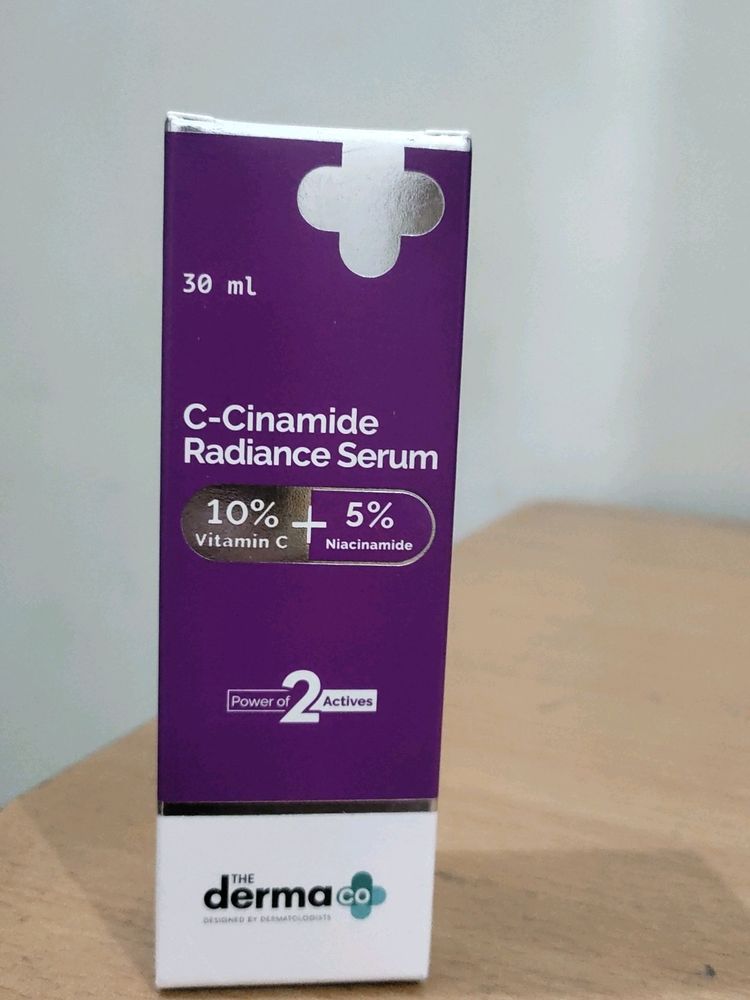 30 ml
C-Cinamide
Radiance Serum
10% + 5%
Vitamin C Niacinamide
Power of 2 Actives
THE
derma co
DESIGNED BY DERMATOLOGISTS